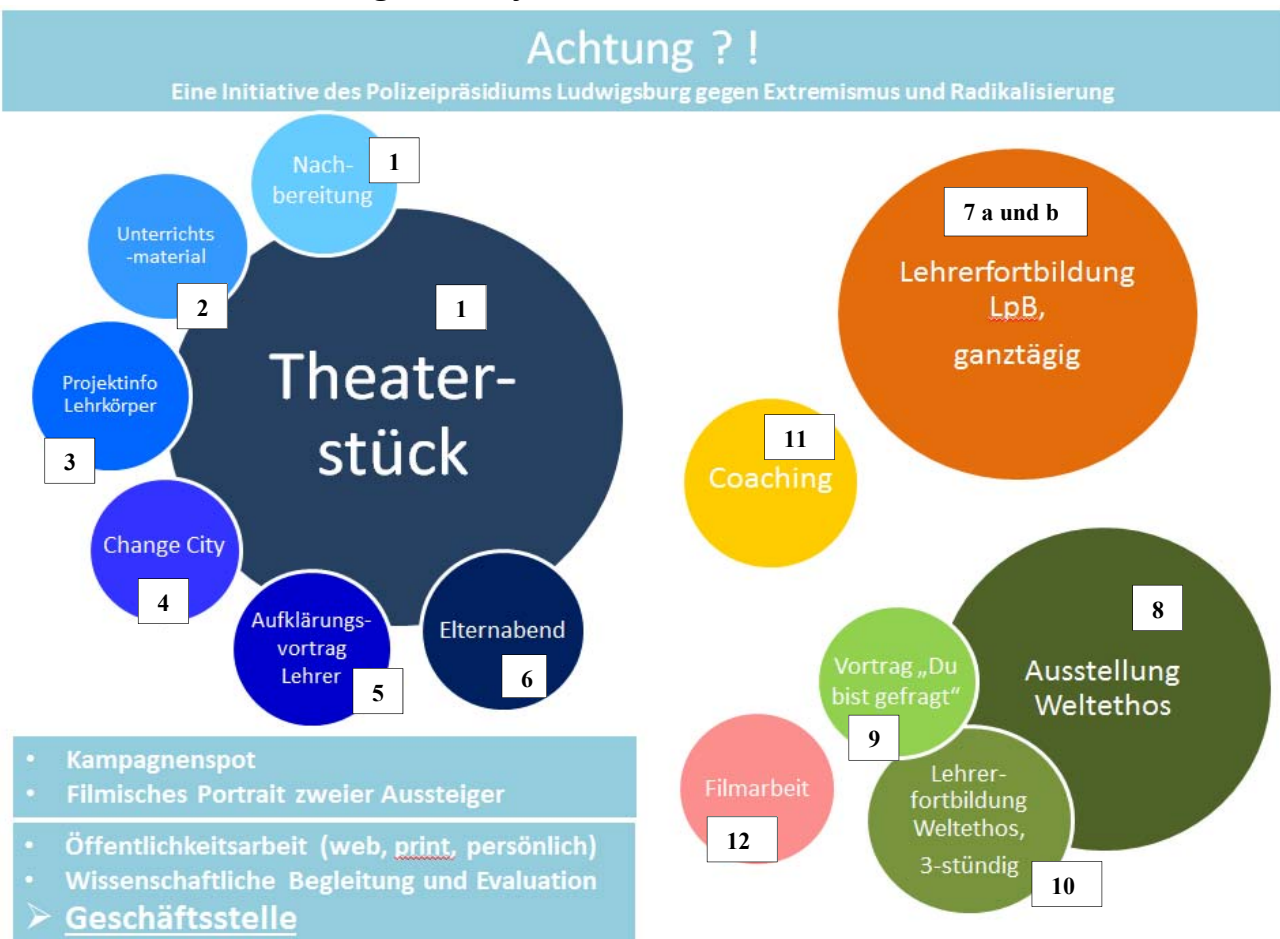 Achtung ? !
Eine Initiative des Polizeipräsidiums Ludwigsburg gegen Extremismus und Radikalisierung
Nach-
bereitung
1
Unterrichts
-material
2
Projektinfo
Lehrkörper
3
Change City
4
Aufklärungs-
vortrag
Lehrer
5
Elternabend
6
1
Theater-
stück
7 a und b
Lehrerfortbildung
LpB,
ganztägig
11
Coaching
8
Ausstellung
Weltethos
Vortrag „Du
bist gefragt“
9
Lehrer-
fortbildung
Weltethos,
3-stündig
10
Filmarbeit
12
• Kampagnenspot
• Filmisches Portrait zweier Aussteiger
• Öffentlichkeitsarbeit (web, print, persönlich)
• Wissenschaftliche Begleitung und Evaluation
➢ Geschäftsstelle